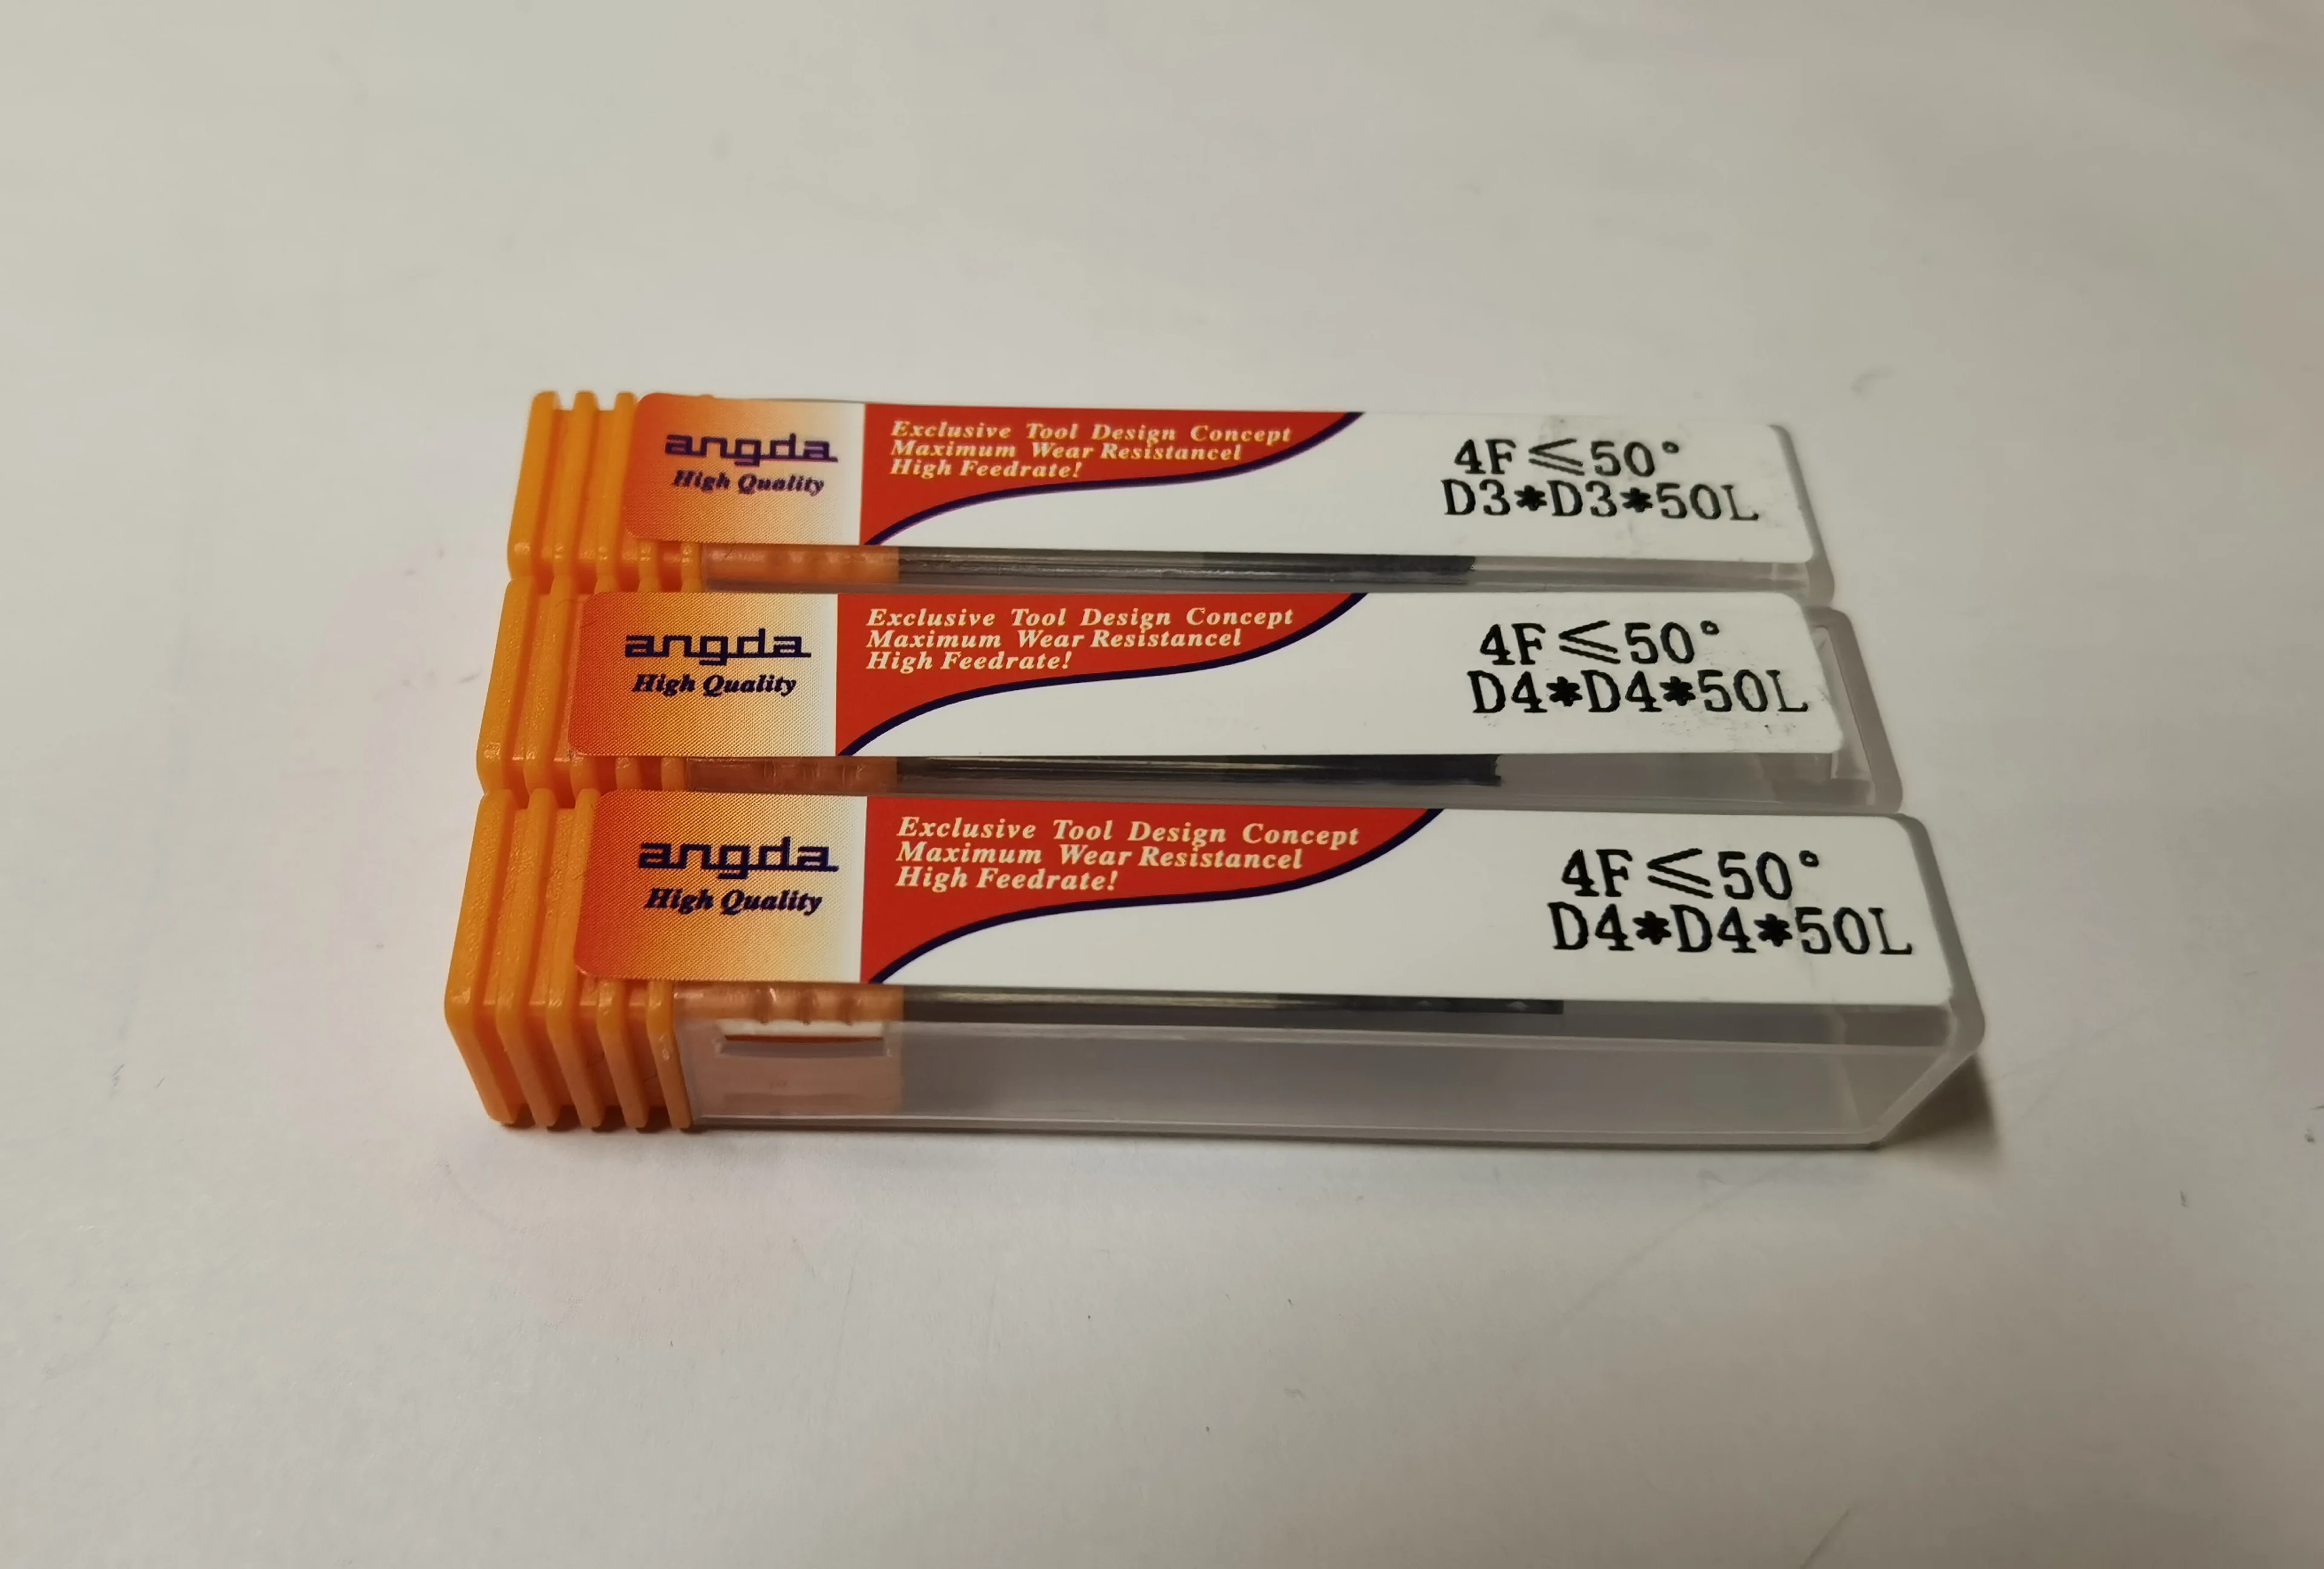 angda
High Quality
Exclusive Tool Design Concept
Maximum Wear Resistancel
High Feedrate!
4F≤50°
D3*D3*50L
angda
High Quality
Exclusive Tool Design Concept
Maximum Wear Resistancel
High Feedrate!
4F≤50°
D4*D4*50L
angda
High Quality
Exclusive Tool Design Concept
Maximum Wear Resistancel
High Feedrate!
4F≤50°
D4*D4*50L